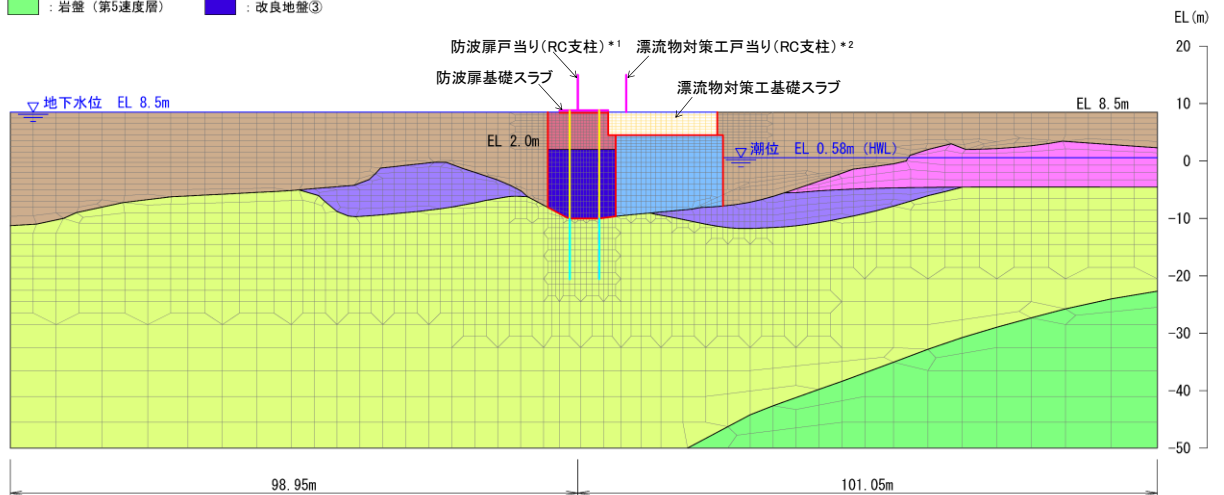 ：岩盤（第5速度層）
：改良地盤③
EL(m)
防波扉戸当り(RC支柱)*1
漂流物対策工戸当り(RC支柱)*2
防波扉基礎スラブ
漂流物対策工基礎スラブ
地下水位 EL 8.5m
EL 8.5m
EL 2.0m
潮位 EL 0.58m (HWL)
20
10
0
-10
-20
-30
-40
-50
98.95m
101.05m